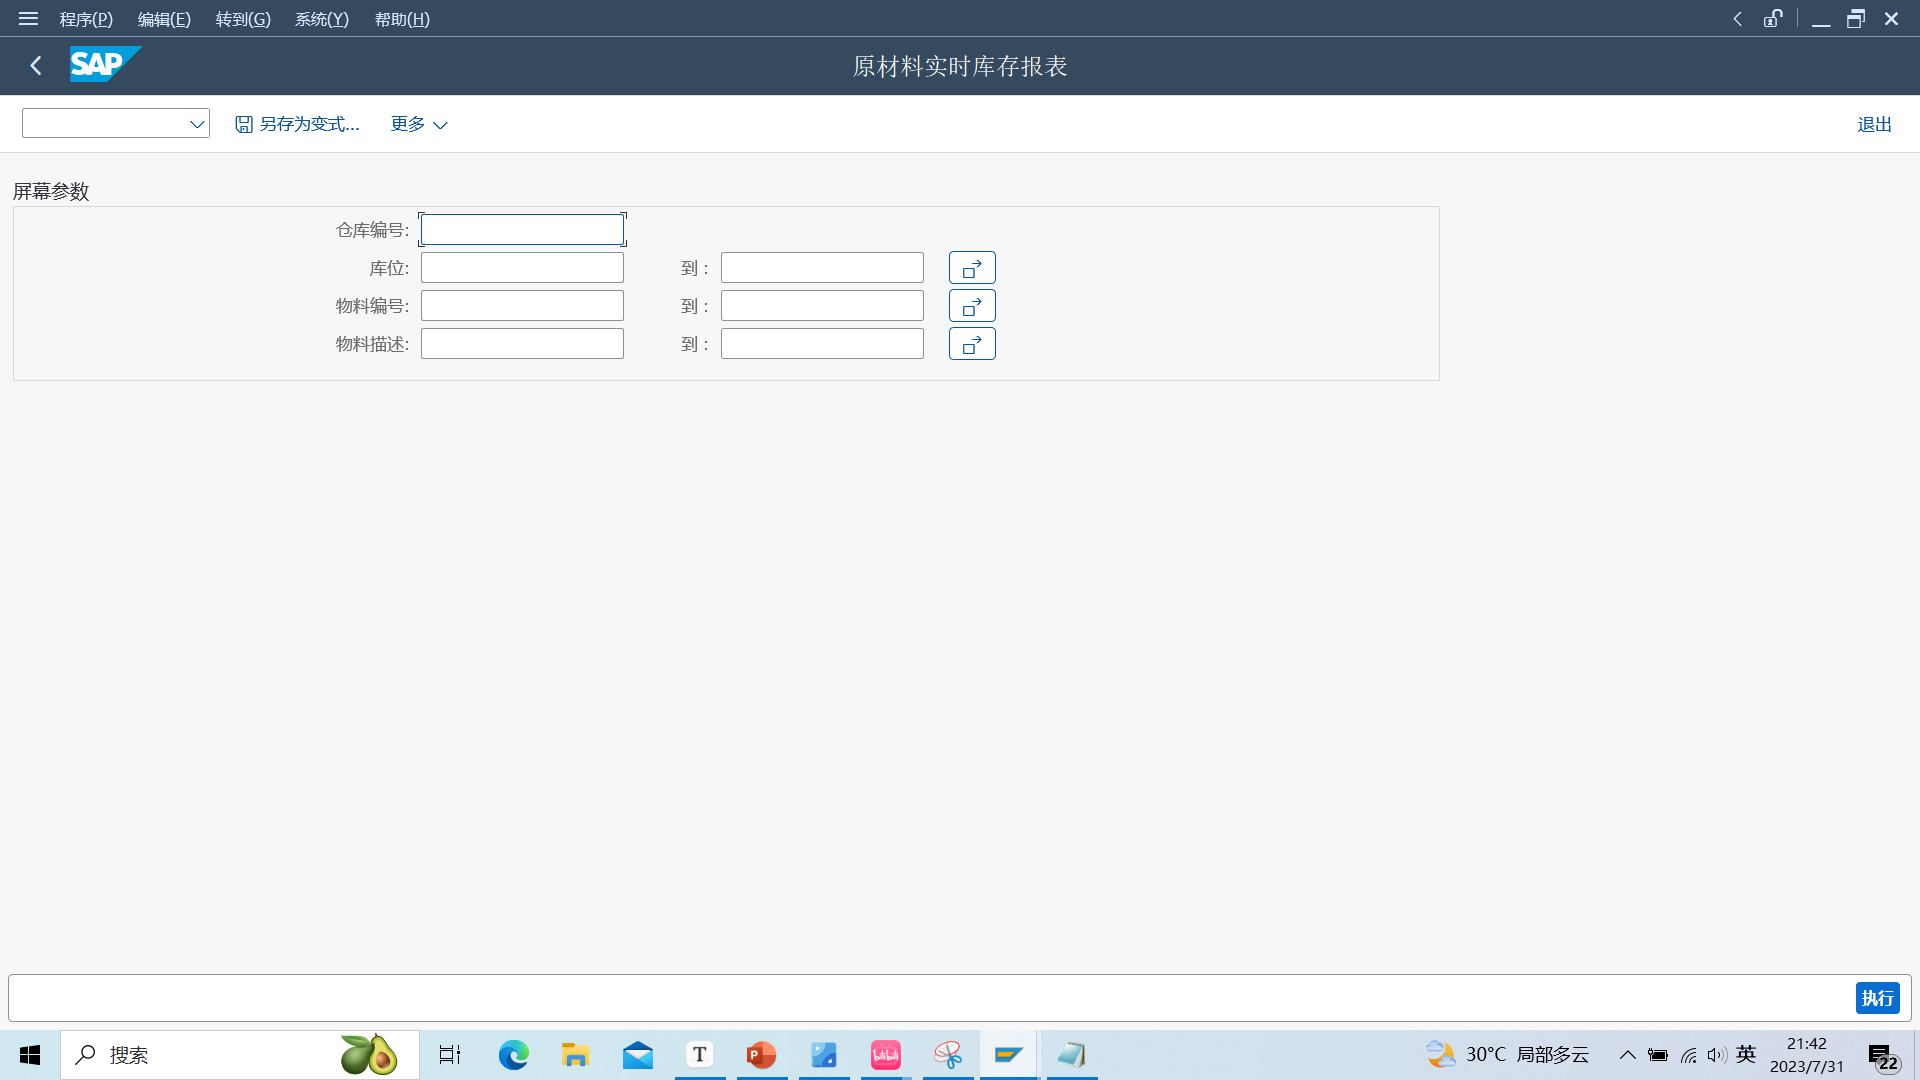 程序(P) 编辑(E) 转到(G) 系统(Y) 帮助(H)
SAP 原材料实时库存报表
另存为变式... 更多 退出
屏幕参数
仓库编号:
库位: 到：
物料编号: 到：
物料描述: 到：
执行
搜索 T P bilibili 30°C 局部多云 英 21:42 2023/7/31 22